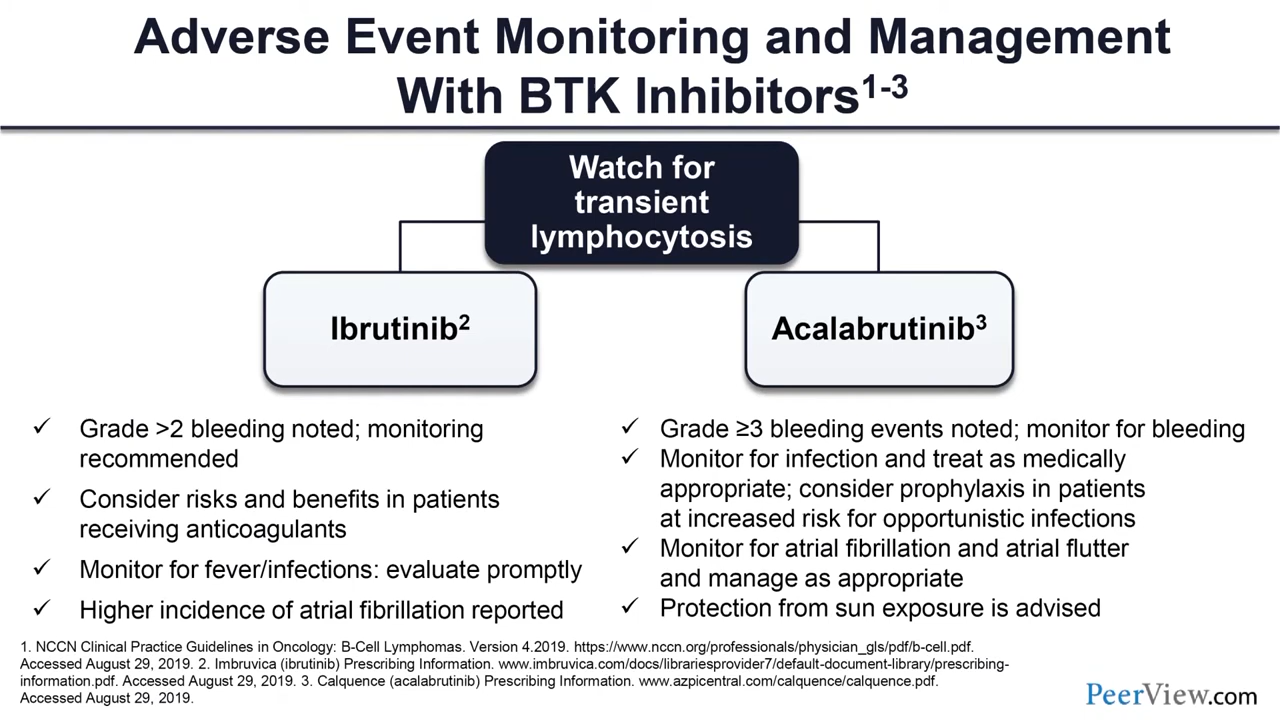 Adverse Event Monitoring and Management
With BTK Inhibitors1-3
Watch for
transient
lymphocytosis
Ibrutinib2
Acalabrutinib3
✓ Grade >2 bleeding noted; monitoring
recommended
✓ Consider risks and benefits in patients
receiving anticoagulants
✓ Monitor for fever/infections: evaluate promptly
✓ Higher incidence of atrial fibrillation reported
✓ Grade ≥3 bleeding events noted; monitor for bleeding
✓ Monitor for infection and treat as medically
appropriate; consider prophylaxis in patients
at increased risk for opportunistic infections
✓ Monitor for atrial fibrillation and atrial flutter
and manage as appropriate
✓ Protection from sun exposure is advised
1. NCCN Clinical Practice Guidelines in Oncology: B-Cell Lymphomas. Version 4.2019. https://www.nccn.org/professionals/physician_gls/pdf/b-cell.pdf.
Accessed August 29, 2019. 2. Imbruvica (ibrutinib) Prescribing Information. www.imbruvica.com/docs/librariesprovider7/default-document-library/prescribing-
information.pdf. Accessed August 29, 2019. 3. Calquence (acalabrutinib) Prescribing Information. www.azpicentral.com/calquence/calquence.pdf.
Accessed August 29, 2019.
PeerView.com